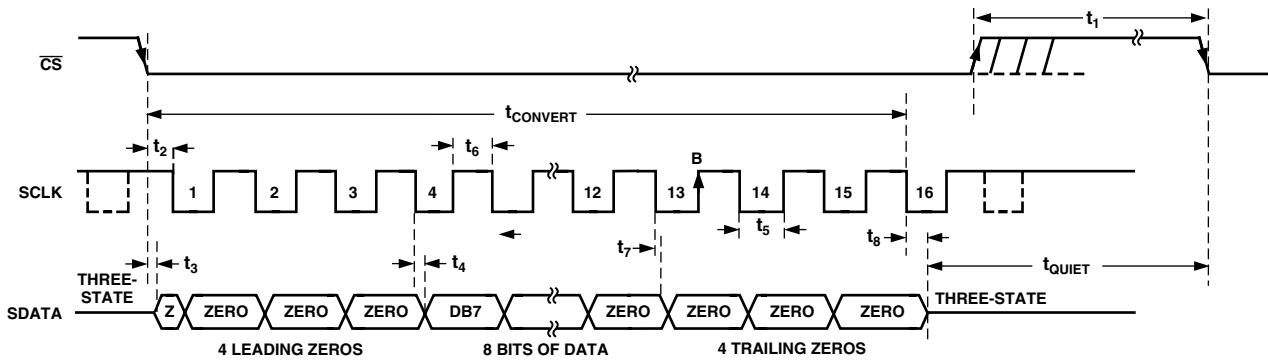 t1
CS
tCONVERT
t2
t6
B
SCLK
1
2
3
4
12
13
14
15
16
t3
t4
t7
t5
t8
tQUIET
THREE-
STATE
THREE-STATE
SDATA
Z
ZERO
ZERO
ZERO
DB7
ZERO
ZERO
ZERO
ZERO
4 LEADING ZEROS
8 BITS OF DATA
4 TRAILING ZEROS